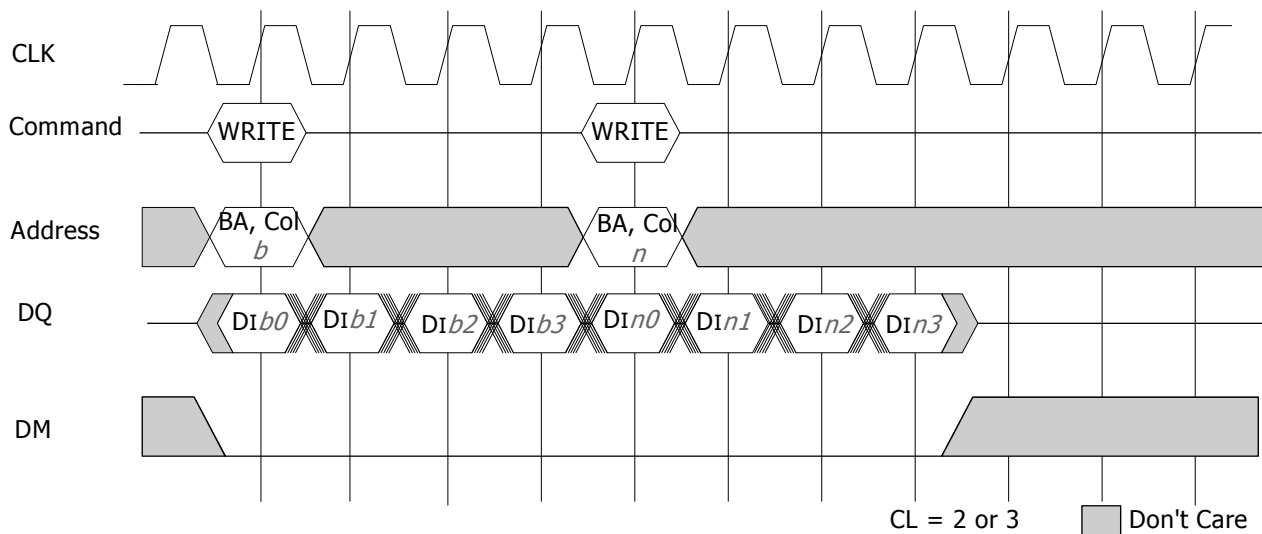 CLK
Command WRITE WRITE
Address BA, Col BA, Col
b n
DQ DIb0 DIb1 DIb2 DIb3 DIn0 DIn1 DIn2 DIn3
DM
CL = 2 or 3 Don't Care